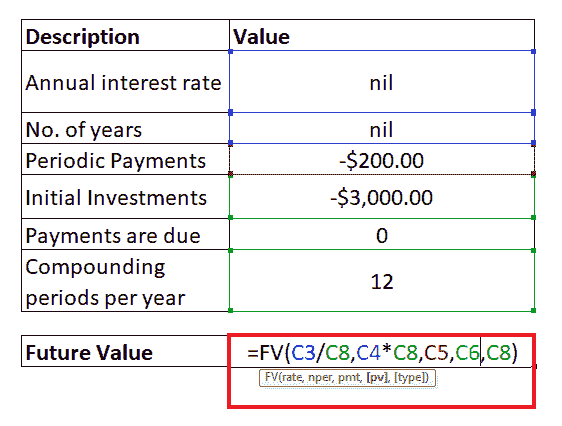 Description Value
Annual interest rate nil
No. of years nil
Periodic Payments -$200.00
Initial Investments -$3,000.00
Payments are due 0
Compounding
periods per year 12
Future Value =FV(C3/C8,C4*C8,C5,C6,C8)
FV(rate, nper, pmt, [pv], [type])